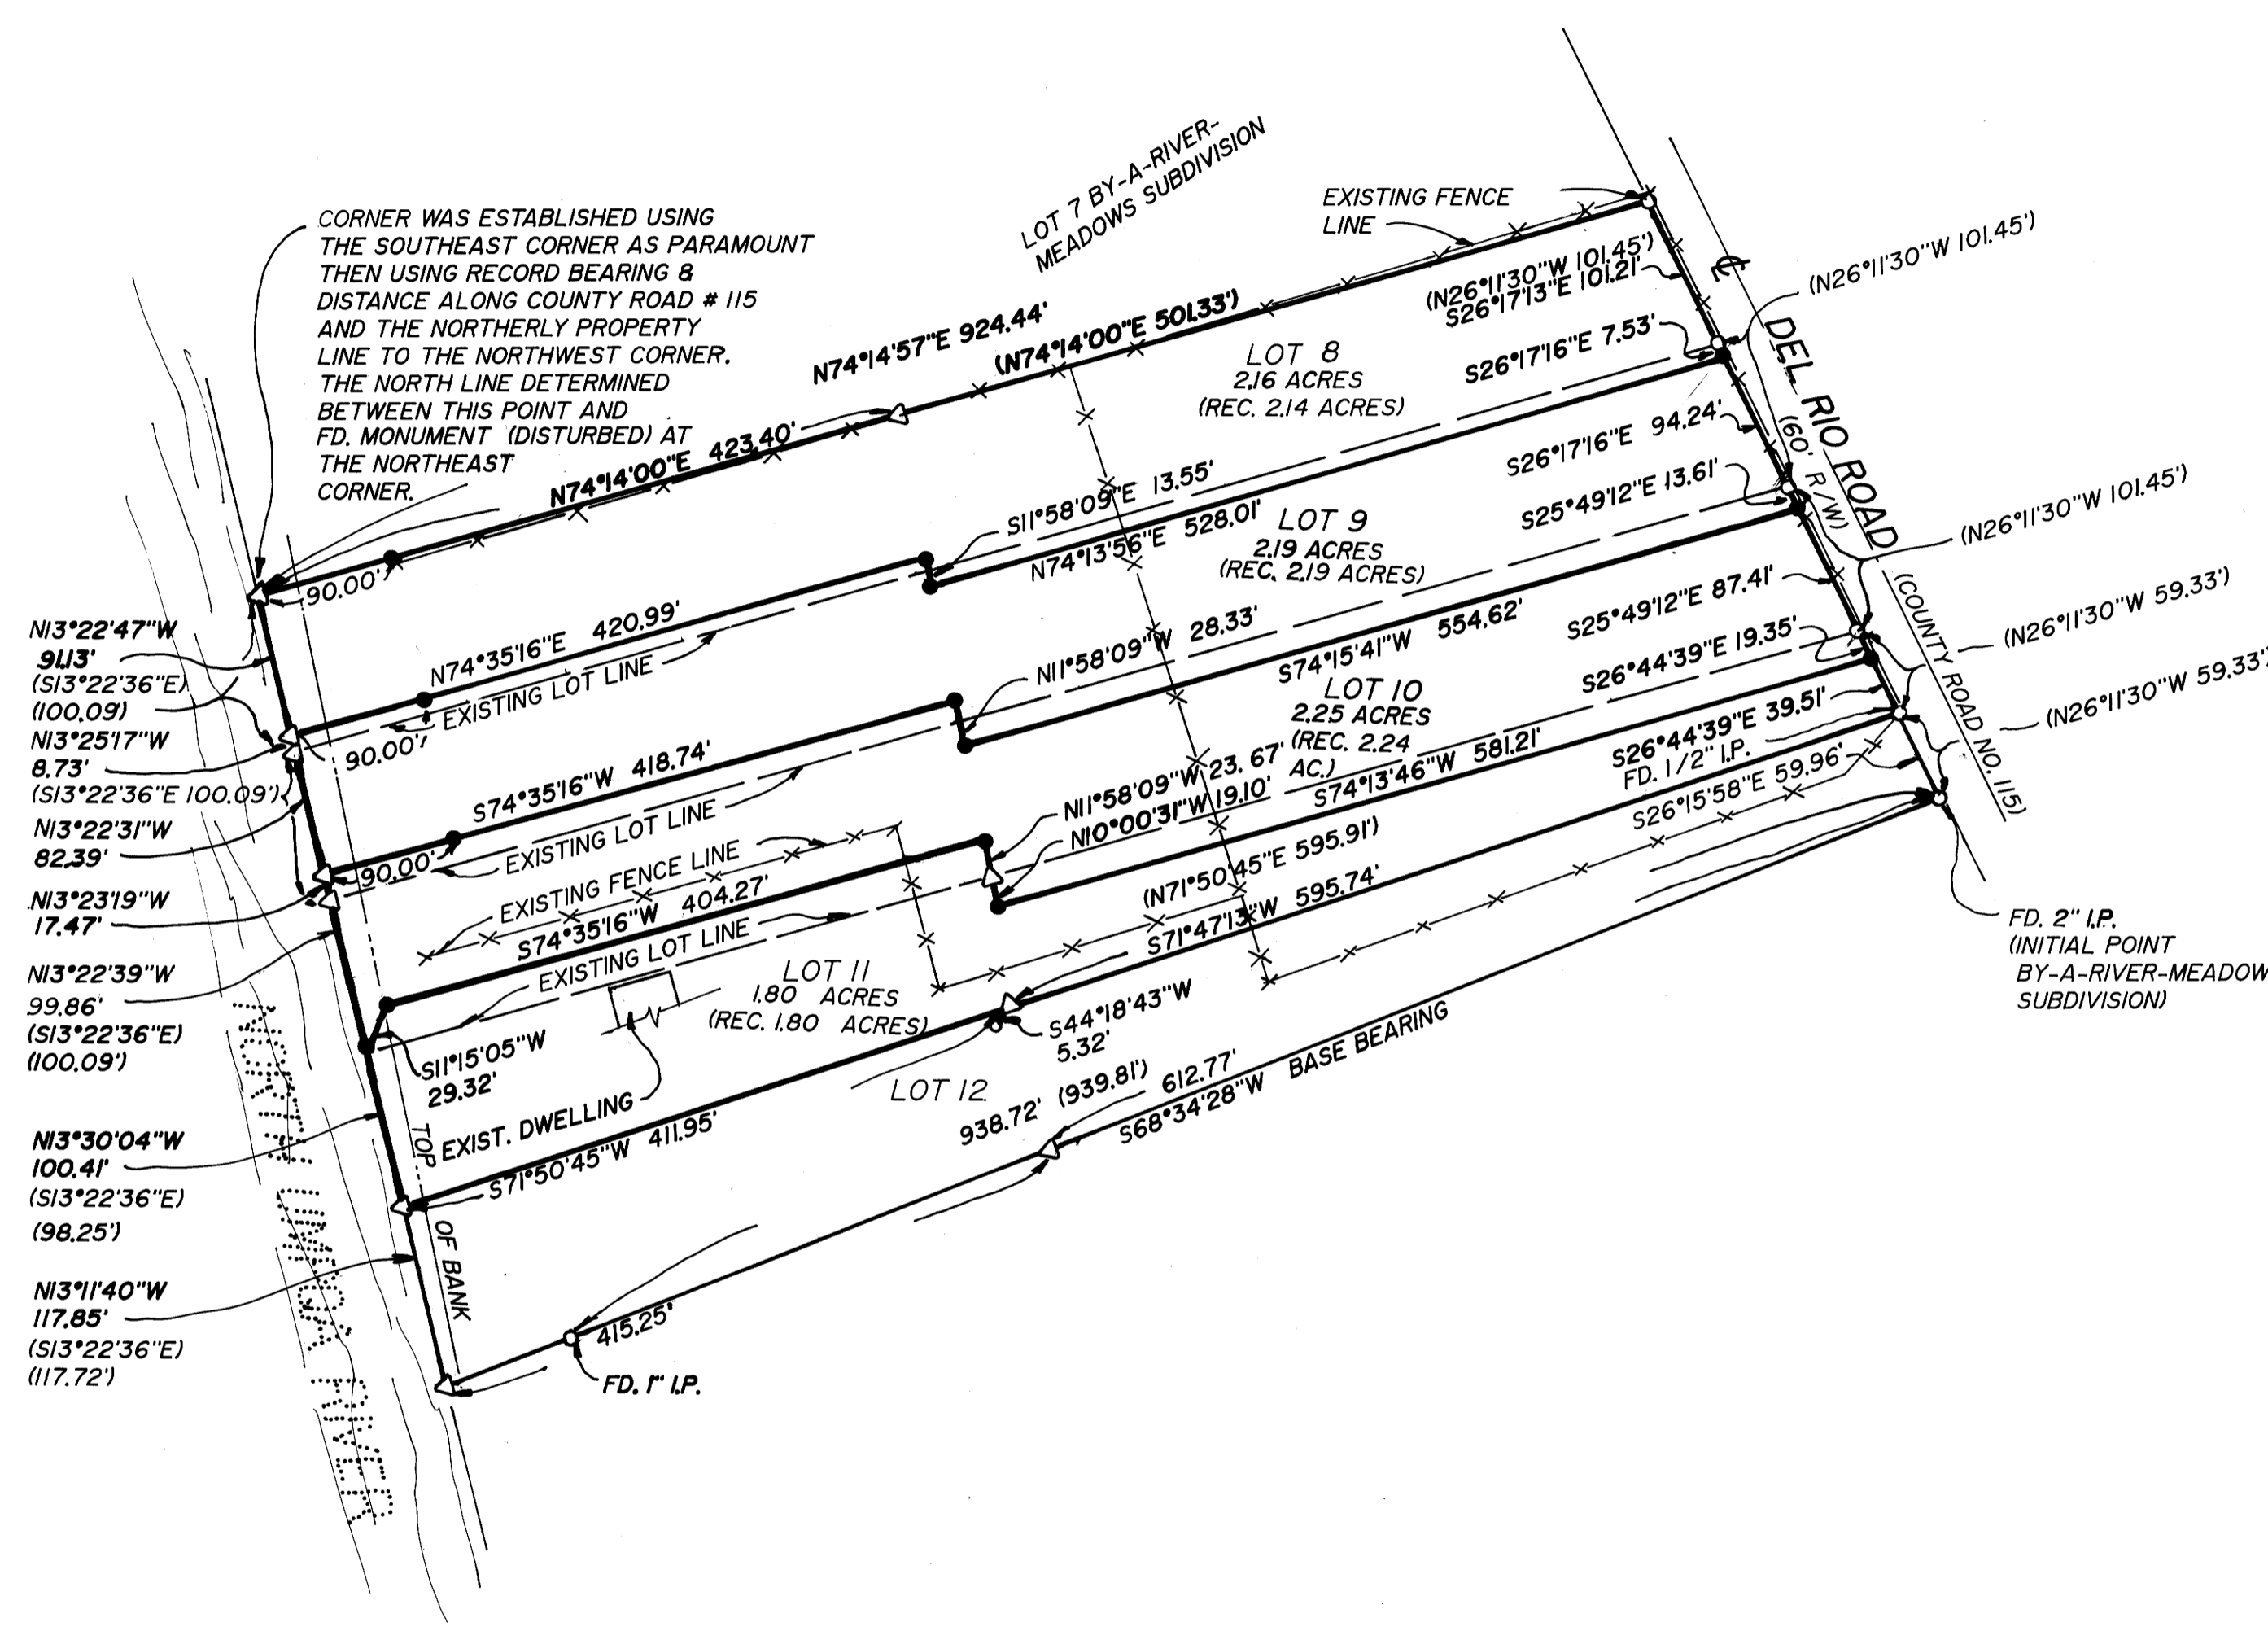 LOT 7 BY-A-RIVER-
MEADOWS SUBDIVISION
EXISTING FENCE
LINE
CORNER WAS ESTABLISHED USING
THE SOUTHEAST CORNER AS PARAMOUNT
THEN USING RECORD BEARING &
DISTANCE ALONG COUNTY ROAD # 115
AND THE NORTHERLY PROPERTY
LINE TO THE NORTHWEST CORNER.
THE NORTH LINE DETERMINED
BETWEEN THIS POINT AND
FD. MONUMENT (DISTURBED) AT
THE NORTHEAST
CORNER.
N74°14'57"E 924.44'
(N74°14'00"E 501.33')
N74°14'00"E 423.40'
(N26°11'30"W 101.45')
S26°17'13"E 101.21'
S26°17'16"E 7.53'
S26°17'16"E 94.24'
S25°49'12"E 13.61'
S25°49'12"E 87.41'
S26°44'39"E 19.35'
S26°44'39"E 39.51'
FD. 1/2" I.P.
S26°15'58"E 59.96'
℄
DEL RIO ROAD
(60' R/W)
(COUNTY ROAD NO. 115)
(N26°11'30"W 101.45')
(N26°11'30"W 101.45')
(N26°11'30"W 59.33')
(N26°11'30"W 59.33')
FD. 2" I.P.
(INITIAL POINT
BY-A-RIVER-MEADOW
SUBDIVISION)
LOT 8
2.16 ACRES
(REC. 2.14 ACRES)
S11°58'09"E 13.55'
N74°13'56"E 528.01'
LOT 9
2.19 ACRES
(REC. 2.19 ACRES)
90.00'
N74°35'16"E 420.99'
EXISTING LOT LINE
90.00'
N11°58'09"W 28.33'
S74°15'41"W 554.62'
LOT 10
2.25 ACRES
(REC. 2.24
AC.)
S74°35'16"W 418.74'
EXISTING LOT LINE
90.00'
EXISTING FENCE LINE
N11°58'09"W 23.67'
N10°00'31"W 19.10'
S74°13'46"W 581.21'
S74°35'16"W 404.27'
EXISTING LOT LINE
(N71°50'45"E 595.91')
S71°47'13"W 595.74'
LOT 11
1.80 ACRES
(REC. 1.80 ACRES)
S11°15'05"W
29.32'
EXIST. DWELLING
S44°18'43"W
5.32'
S71°50'45"W 411.95'
LOT 12
938.72' (939.81')
612.77'
S68°34'28"W BASE BEARING
415.25'
FD. 1" I.P.
TOP
OF BANK
N13°22'47"W
91.13'
(S13°22'36"E)
(100.09')
N13°25'17"W
8.73'
(S13°22'36"E 100.09')
N13°22'31"W
82.39'
N13°23'19"W
17.47'
N13°22'39"W
99.86'
(S13°22'36"E)
(100.09')
N13°30'04"W
100.41'
(S13°22'36"E)
(98.25')
N13°11'40"W
117.85'
(S13°22'36"E)
(117.72')
NORTH UMPQUA RIVER